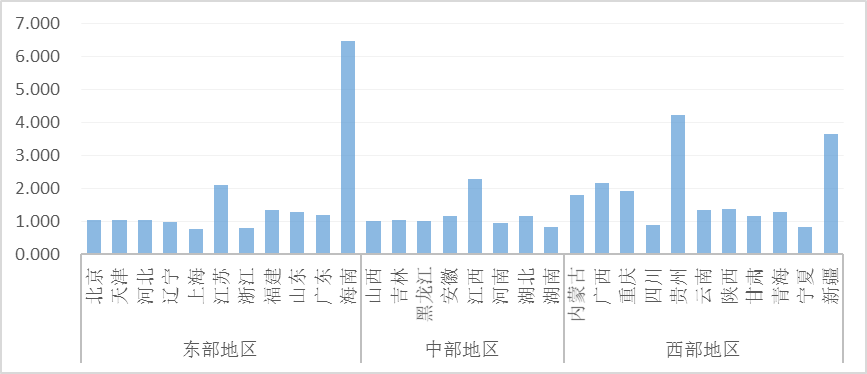 7.000
6.000
5.000
4.000
3.000
2.000
1.000
0.000
北京
天津
河北
辽宁
上海
江苏
浙江
福建
山东
广东
海南
山西
吉林
黑龙江
安徽
江西
河南
湖北
湖南
内蒙古
广西
重庆
四川
贵州
云南
陕西
甘肃
青海
宁夏
新疆
东部地区
中部地区
西部地区